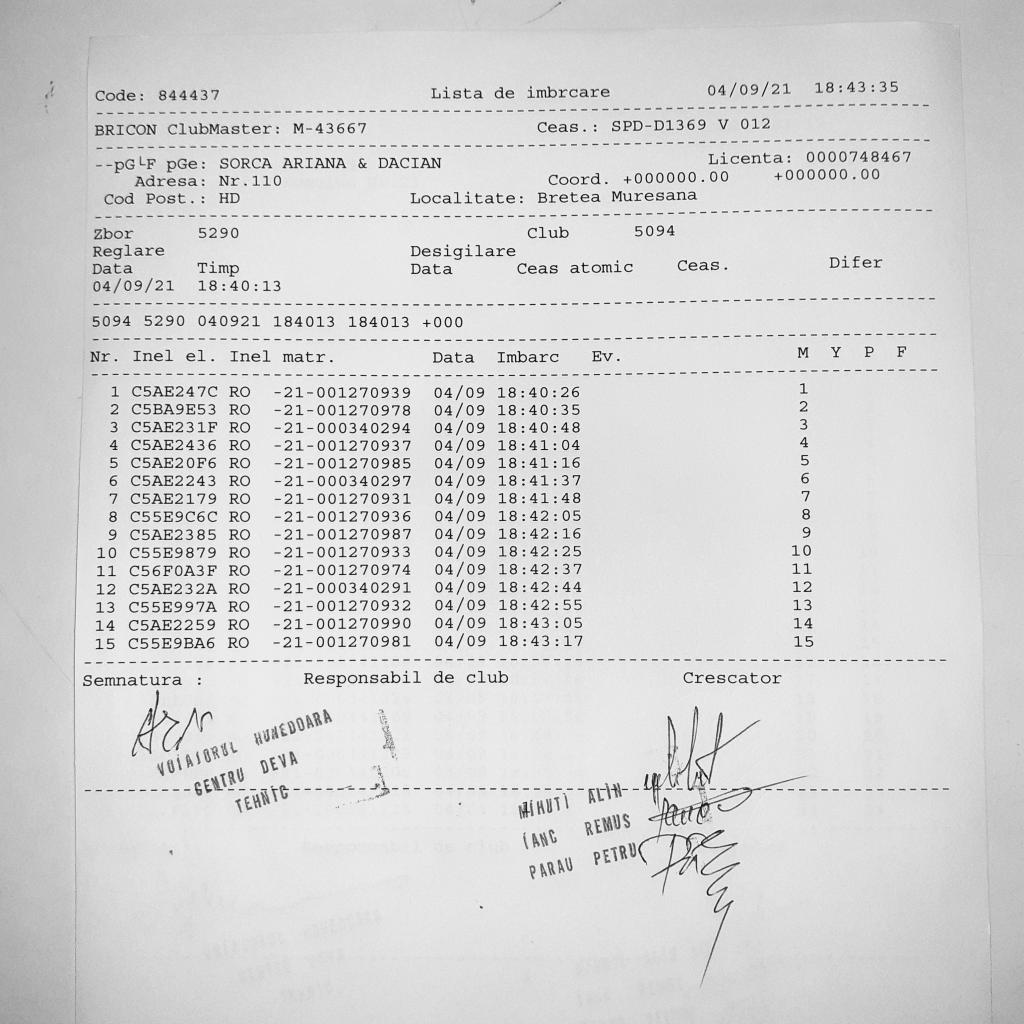 Code: 844437 Lista de imbrcare 04/09/21 18:43:35
BRICON ClubMaster: M-43667 Ceas.: SPD-D1369 V 012
--pG└F pGe: SORCA ARIANA & DACIAN Licenta: 0000748467
Adresa: Nr.110 Coord. +000000.00 +000000.00
Cod Post.: HD Localitate: Bretea Muresana
Zbor 5290 Club 5094
Reglare Desigilare
Data Timp Data Ceas atomic Ceas. Difer
04/09/21 18:40:13
5094 5290 040921 184013 184013 +000
Nr. Inel el. Inel matr. Data Imbarc Ev. M Y P F
1 C5AE247C RO -21-001270939 04/09 18:40:26 1
2 C5BA9E53 RO -21-001270978 04/09 18:40:35 2
3 C5AE231F RO -21-000340294 04/09 18:40:48 3
4 C5AE2436 RO -21-001270937 04/09 18:41:04 4
5 C5AE20F6 RO -21-001270985 04/09 18:41:16 5
6 C5AE2243 RO -21-000340297 04/09 18:41:37 6
7 C5AE2179 RO -21-001270931 04/09 18:41:48 7
8 C55E9C6C RO -21-001270936 04/09 18:42:05 8
9 C5AE2385 RO -21-001270987 04/09 18:42:16 9
10 C55E9879 RO -21-001270933 04/09 18:42:25 10
11 C56F0A3F RO -21-001270974 04/09 18:42:37 11
12 C5AE232A RO -21-000340291 04/09 18:42:44 12
13 C55E997A RO -21-001270932 04/09 18:42:55 13
14 C5AE2259 RO -21-001270990 04/09 18:43:05 14
15 C55E9BA6 RO -21-001270981 04/09 18:43:17 15
Semnatura : Responsabil de club Crescator
VOIAJORUL HUNEDOARA
CENTRU DEVA
TEHNIC
MIHUTI ALIN
IANC REMUS
PARAU PETRU